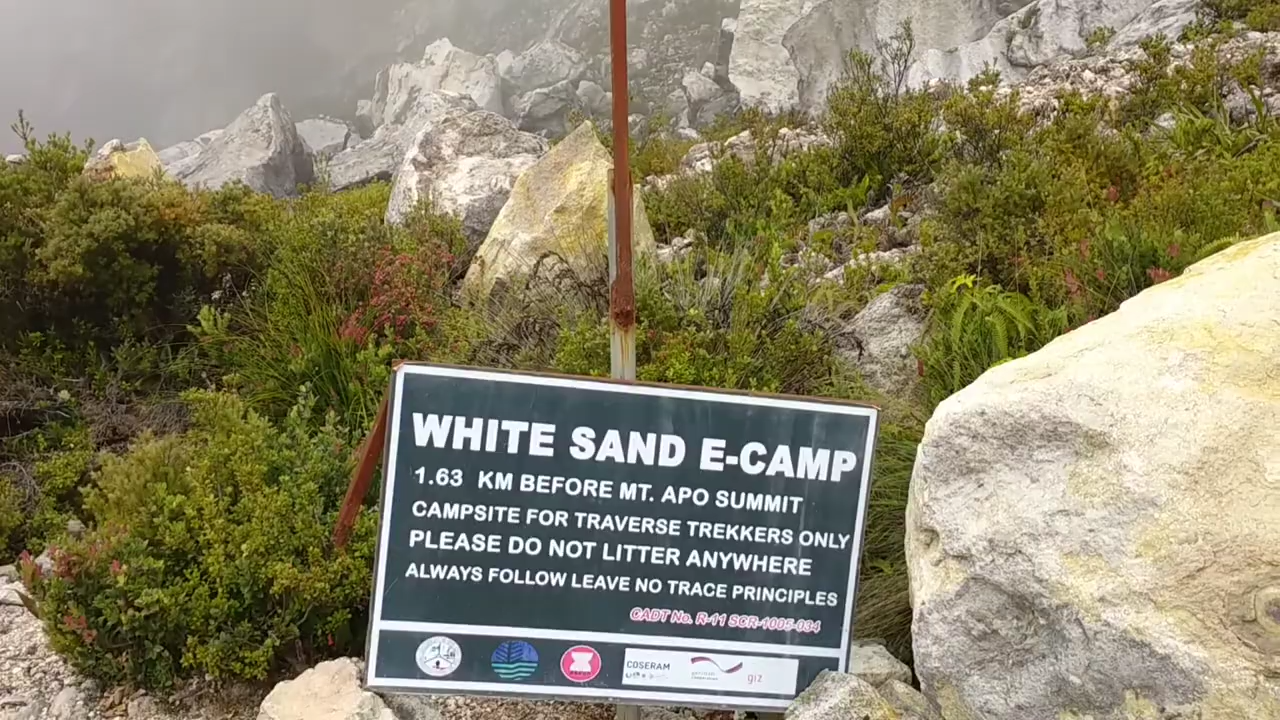 WHITE SAND E-CAMP
1.63 KM BEFORE MT. APO SUMMIT
CAMPSITE FOR TRAVERSE TREKKERS ONLY
PLEASE DO NOT LITTER ANYWHERE
ALWAYS FOLLOW LEAVE NO TRACE PRINCIPLES
CADT No. R-11 SCR-1005-034
COSERAM
giz